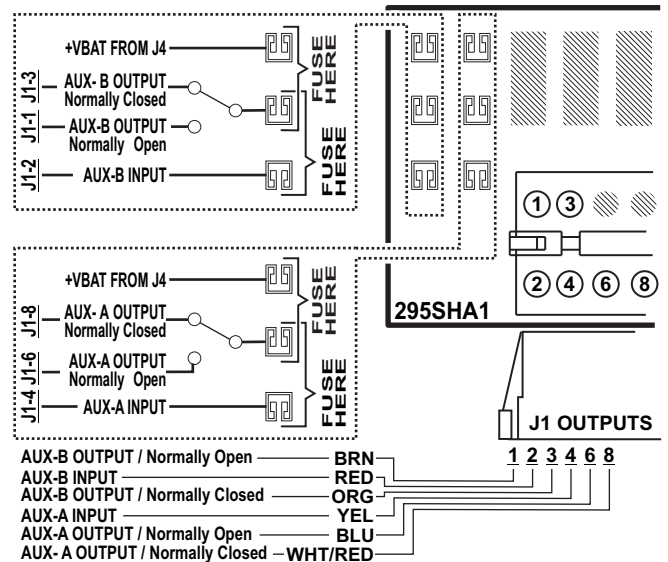 +VBAT FROM J4
J1-3
AUX- B OUTPUT
Normally Closed
J1-1
AUX-B OUTPUT
Normally Open
J1-2
AUX-B INPUT
FUSE
HERE
FUSE
HERE
+VBAT FROM J4
J1-8
AUX- A OUTPUT
Normally Closed
J1-6
AUX-A OUTPUT
Normally Open
J1-4
AUX-A INPUT
FUSE
HERE
FUSE
HERE
1 3
2 4 6 8
295SHA1
J1 OUTPUTS
1 2 3 4 6 8
AUX-B OUTPUT / Normally Open BRN
AUX-B INPUT RED
AUX-B OUTPUT / Normally Closed ORG
AUX-A INPUT YEL
AUX-A OUTPUT / Normally Open BLU
AUX- A OUTPUT / Normally Closed WHT/RED